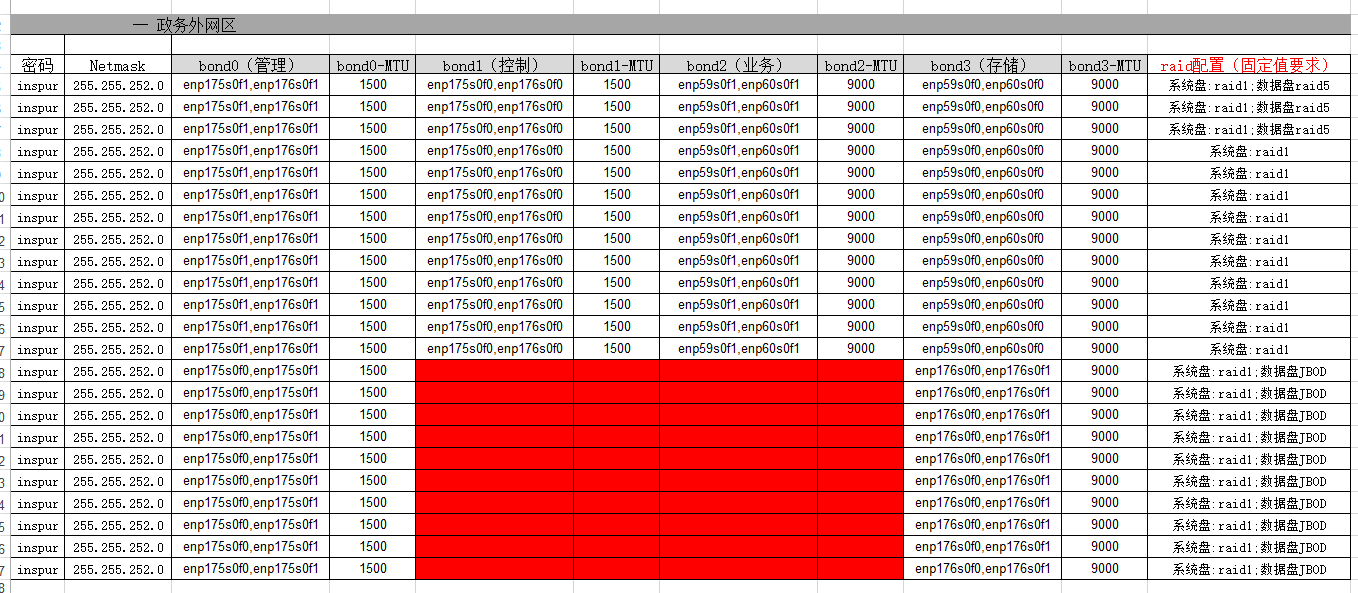 一 政务外网区
密码 Netmask bond0（管理） bond0-MTU bond1（控制） bond1-MTU bond2（业务） bond2-MTU bond3（存储） bond3-MTU raid配置（固定值要求）
inspur 255.255.252.0 enp175s0f1,enp176s0f1 1500 enp175s0f0,enp176s0f0 1500 enp59s0f1,enp60s0f1 9000 enp59s0f0,enp60s0f0 9000 系统盘:raid1;数据盘raid5
inspur 255.255.252.0 enp175s0f1,enp176s0f1 1500 enp175s0f0,enp176s0f0 1500 enp59s0f1,enp60s0f1 9000 enp59s0f0,enp60s0f0 9000 系统盘:raid1;数据盘raid5
inspur 255.255.252.0 enp175s0f1,enp176s0f1 1500 enp175s0f0,enp176s0f0 1500 enp59s0f1,enp60s0f1 9000 enp59s0f0,enp60s0f0 9000 系统盘:raid1;数据盘raid5
inspur 255.255.252.0 enp175s0f1,enp176s0f1 1500 enp175s0f0,enp176s0f0 1500 enp59s0f1,enp60s0f1 9000 enp59s0f0,enp60s0f0 9000 系统盘:raid1
inspur 255.255.252.0 enp175s0f1,enp176s0f1 1500 enp175s0f0,enp176s0f0 1500 enp59s0f1,enp60s0f1 9000 enp59s0f0,enp60s0f0 9000 系统盘:raid1
inspur 255.255.252.0 enp175s0f1,enp176s0f1 1500 enp175s0f0,enp176s0f0 1500 enp59s0f1,enp60s0f1 9000 enp59s0f0,enp60s0f0 9000 系统盘:raid1
inspur 255.255.252.0 enp175s0f1,enp176s0f1 1500 enp175s0f0,enp176s0f0 1500 enp59s0f1,enp60s0f1 9000 enp59s0f0,enp60s0f0 9000 系统盘:raid1
inspur 255.255.252.0 enp175s0f1,enp176s0f1 1500 enp175s0f0,enp176s0f0 1500 enp59s0f1,enp60s0f1 9000 enp59s0f0,enp60s0f0 9000 系统盘:raid1
inspur 255.255.252.0 enp175s0f1,enp176s0f1 1500 enp175s0f0,enp176s0f0 1500 enp59s0f1,enp60s0f1 9000 enp59s0f0,enp60s0f0 9000 系统盘:raid1
inspur 255.255.252.0 enp175s0f1,enp176s0f1 1500 enp175s0f0,enp176s0f0 1500 enp59s0f1,enp60s0f1 9000 enp59s0f0,enp60s0f0 9000 系统盘:raid1
inspur 255.255.252.0 enp175s0f1,enp176s0f1 1500 enp175s0f0,enp176s0f0 1500 enp59s0f1,enp60s0f1 9000 enp59s0f0,enp60s0f0 9000 系统盘:raid1
inspur 255.255.252.0 enp175s0f1,enp176s0f1 1500 enp175s0f0,enp176s0f0 1500 enp59s0f1,enp60s0f1 9000 enp59s0f0,enp60s0f0 9000 系统盘:raid1
inspur 255.255.252.0 enp175s0f1,enp176s0f1 1500 enp175s0f0,enp176s0f0 1500 enp59s0f1,enp60s0f1 9000 enp59s0f0,enp60s0f0 9000 系统盘:raid1
inspur 255.255.252.0 enp175s0f0,enp175s0f1 1500 enp176s0f0,enp176s0f1 9000 系统盘:raid1;数据盘JBOD
inspur 255.255.252.0 enp175s0f0,enp175s0f1 1500 enp176s0f0,enp176s0f1 9000 系统盘:raid1;数据盘JBOD
inspur 255.255.252.0 enp175s0f0,enp175s0f1 1500 enp176s0f0,enp176s0f1 9000 系统盘:raid1;数据盘JBOD
inspur 255.255.252.0 enp175s0f0,enp175s0f1 1500 enp176s0f0,enp176s0f1 9000 系统盘:raid1;数据盘JBOD
inspur 255.255.252.0 enp175s0f0,enp175s0f1 1500 enp176s0f0,enp176s0f1 9000 系统盘:raid1;数据盘JBOD
inspur 255.255.252.0 enp175s0f0,enp175s0f1 1500 enp176s0f0,enp176s0f1 9000 系统盘:raid1;数据盘JBOD
inspur 255.255.252.0 enp175s0f0,enp175s0f1 1500 enp176s0f0,enp176s0f1 9000 系统盘:raid1;数据盘JBOD
inspur 255.255.252.0 enp175s0f0,enp175s0f1 1500 enp176s0f0,enp176s0f1 9000 系统盘:raid1;数据盘JBOD
inspur 255.255.252.0 enp175s0f0,enp175s0f1 1500 enp176s0f0,enp176s0f1 9000 系统盘:raid1;数据盘JBOD
inspur 255.255.252.0 enp175s0f0,enp175s0f1 1500 enp176s0f0,enp176s0f1 9000 系统盘:raid1;数据盘JBOD